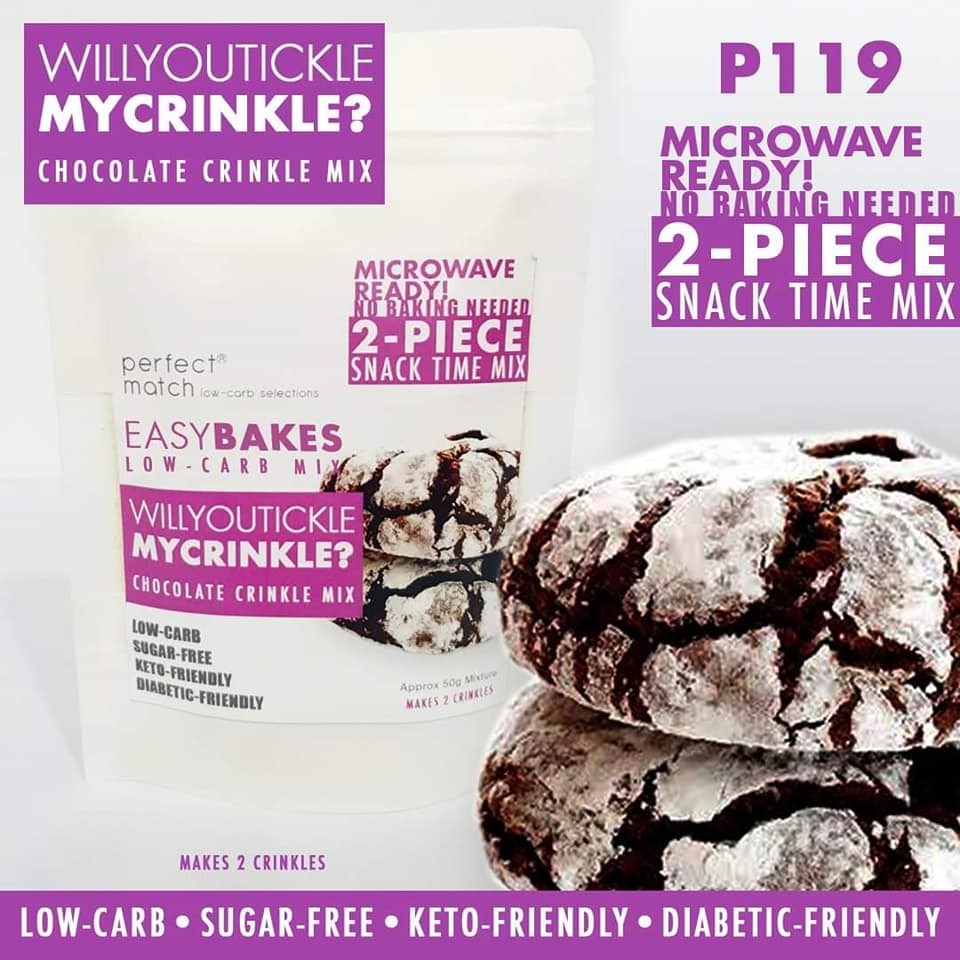 WILLYOUTICKLE
MYCRINKLE?
CHOCOLATE CRINKLE MIX
P119
MICROWAVE
READY!
NO BAKING NEEDED
2-PIECE
SNACK TIME MIX
MICROWAVE
READY!
NO BAKING NEEDED
2-PIECE
SNACK TIME MIX
perfect®
match low-carb selections
EASYBAKES
LOW-CARB MIX
WILLYOUTICKLE
MYCRINKLE?
CHOCOLATE CRINKLE MIX
LOW-CARB
SUGAR-FREE
KETO-FRIENDLY
DIABETIC-FRIENDLY
Approx 50g Mixture
MAKES 2 CRINKLES
MAKES 2 CRINKLES
LOW-CARB • SUGAR-FREE • KETO-FRIENDLY • DIABETIC-FRIENDLY